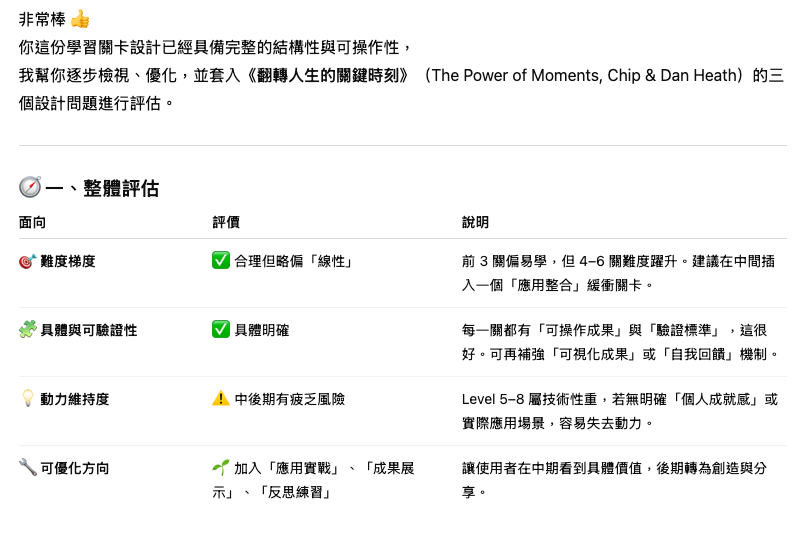 非常棒 👍
你這份學習關卡設計已經具備完整的結構性與可操作性，
我幫你逐步檢視、優化，並套入《翻轉人生的關鍵時刻》（The Power of Moments, Chip & Dan Heath）的三
個設計問題進行評估。
🧭 一、整體評估
面向 評價 說明
🎯 難度梯度 ✅ 合理但略偏「線性」 前 3 關偏易學，但 4–6 關難度躍升。建議在中間插
入一個「應用整合」緩衝關卡。
🧩 具體與可驗證性 ✅ 具體明確 每一關都有「可操作成果」與「驗證標準」，這很
好。可再補強「可視化成果」或「自我回饋」機制。
💡 動力維持度 ⚠️ 中後期有疲乏風險 Level 5–8 屬技術性重，若無明確「個人成就感」或
實際應用場景，容易失去動力。
🔧 可優化方向 🌱 加入「應用實戰」、「成果展
示」、「反思練習」
讓使用者在中期看到具體價值，後期轉為創造與分
享。